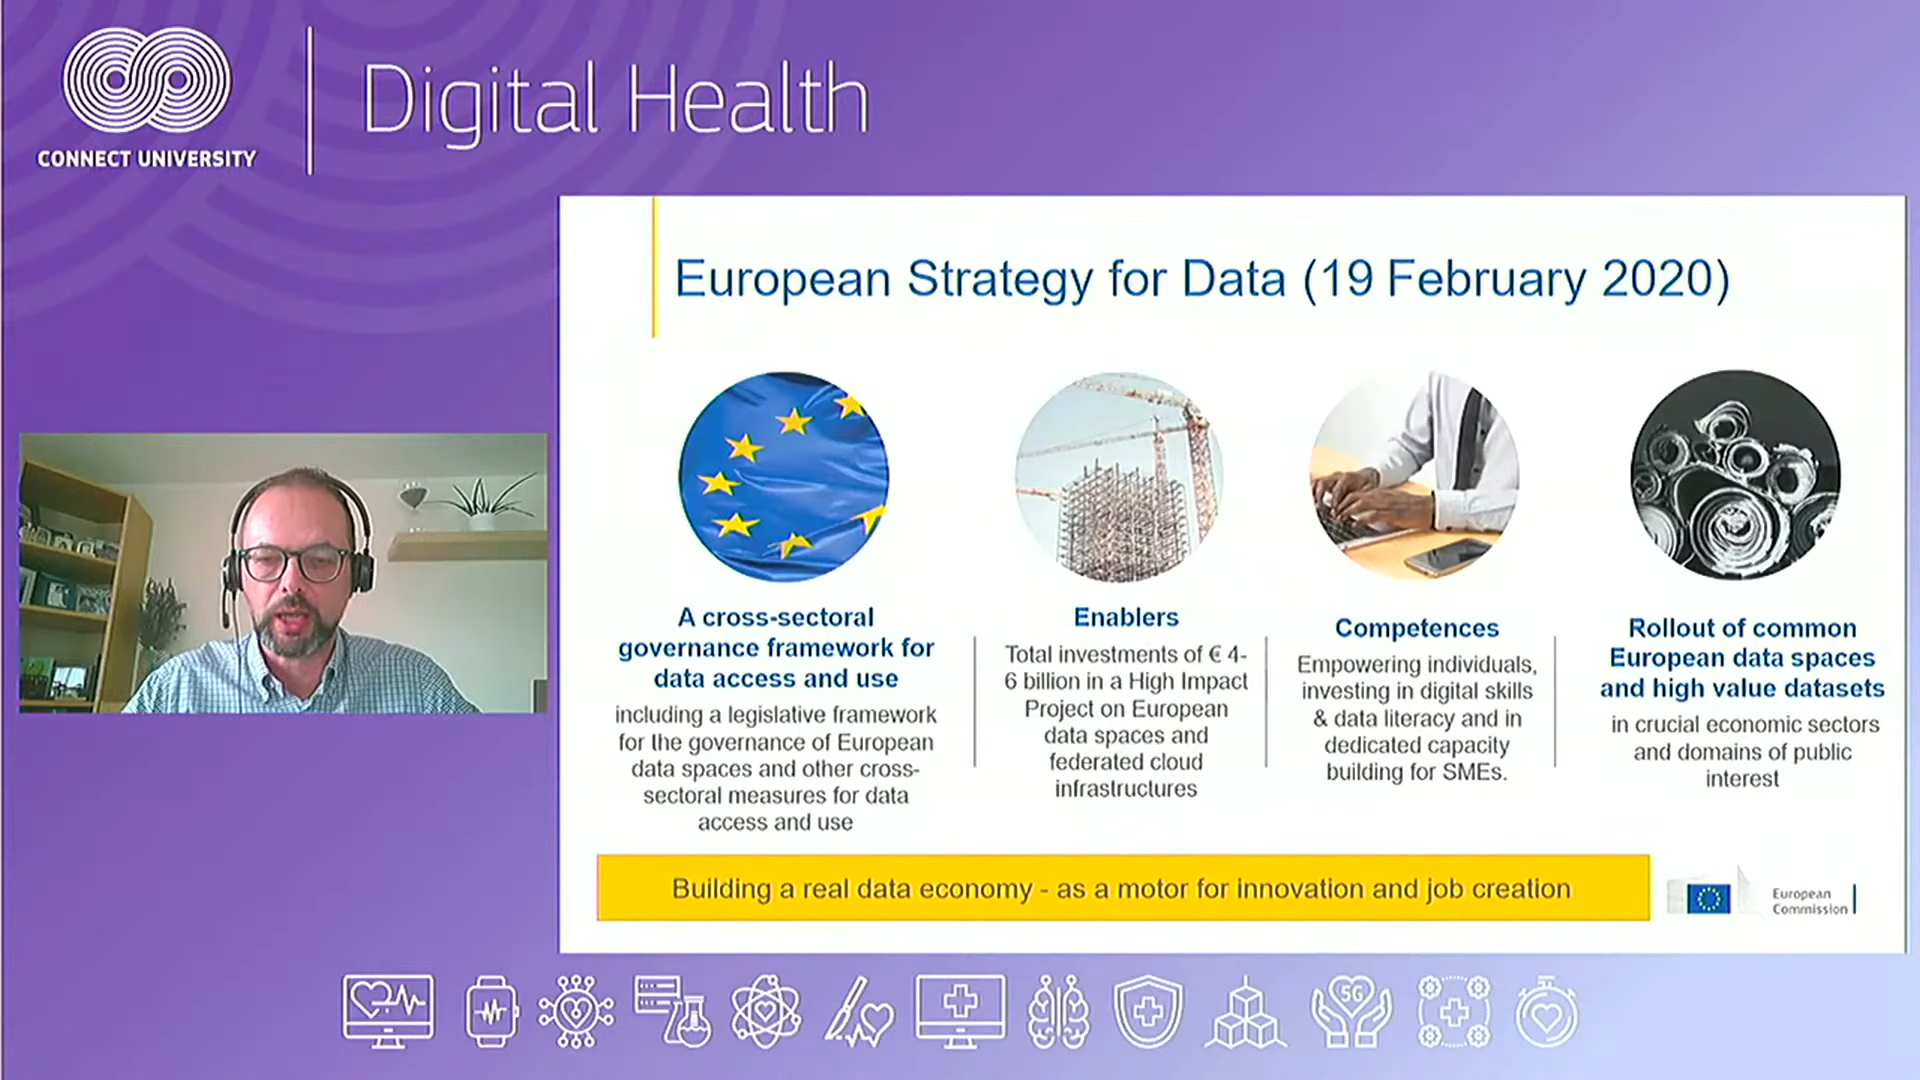 CONNECT UNIVERSITY
Digital Health
European Strategy for Data (19 February 2020)
A cross-sectoral
governance framework for
data access and use
including a legislative framework
for the governance of European
data spaces and other cross-
sectoral measures for data
access and use
Enablers
Total investments of € 4-
6 billion in a High Impact
Project on European
data spaces and
federated cloud
infrastructures
Competences
Empowering individuals,
investing in digital skills
& data literacy and in
dedicated capacity
building for SMEs.
Rollout of common
European data spaces
and high value datasets
in crucial economic sectors
and domains of public
interest
Building a real data economy - as a motor for innovation and job creation
European
Commission
5G